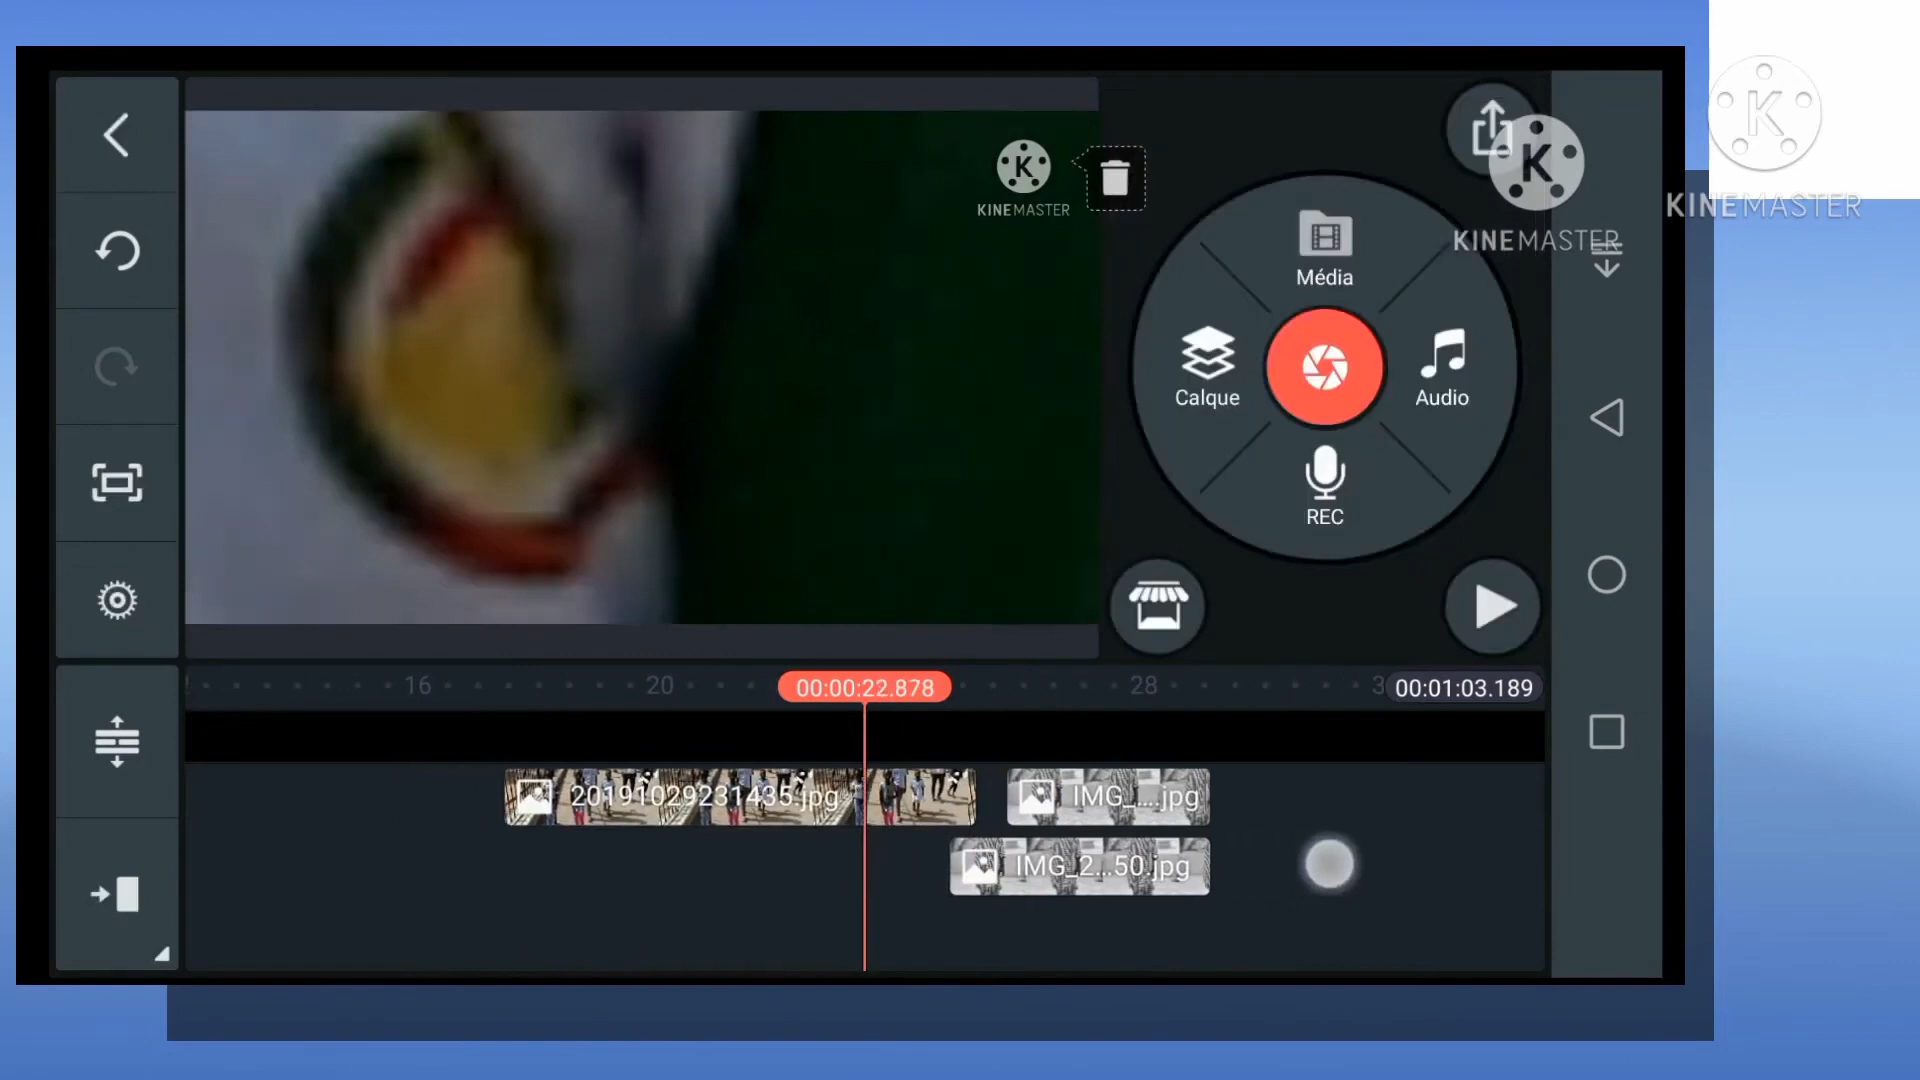 K
KINEMASTER
K
KINEMASTER
K
KINEMASTER
Média
Calque
Audio
REC
16
20
00:00:22.878
28
3
00:01:03.189
20191029231435.jpg
IMG_....jpg
IMG_2...50.jpg